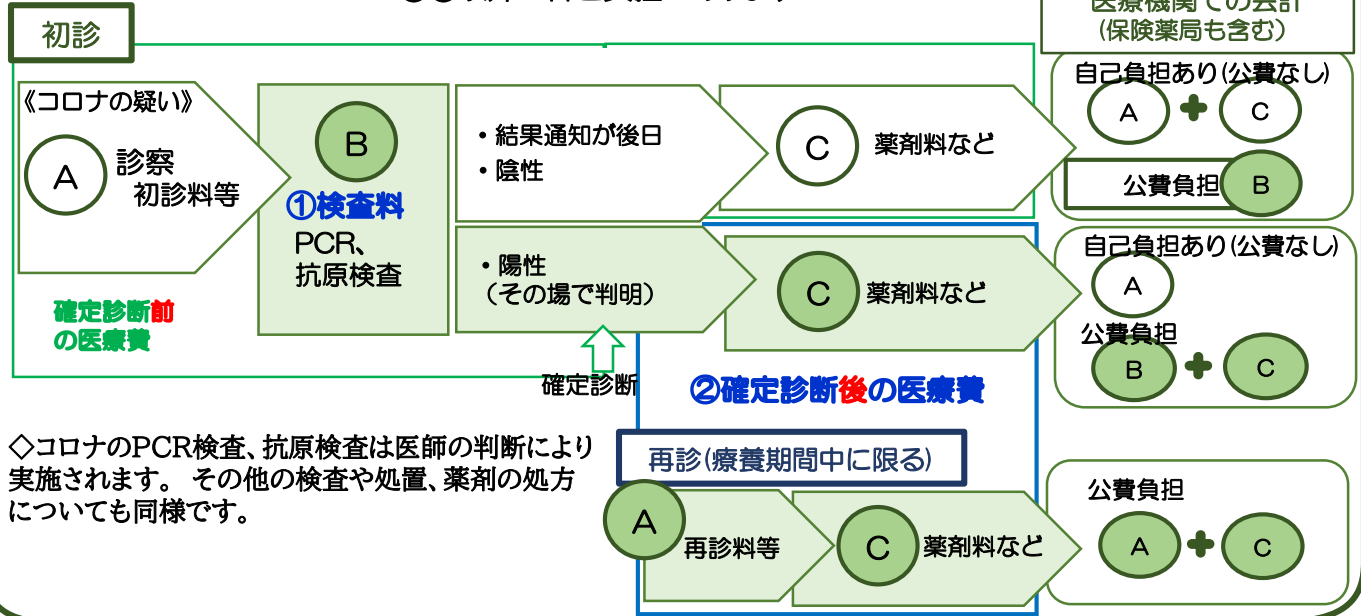 医療機関での会計
(保険薬局も含む)
初診
《コロナの疑い》
A
診察
初診料等
確定診断前
の医療費
B
①検査料
PCR、
抗原検査
・結果通知が後日
・陰性
C
薬剤料など
・陽性
(その場で判明)
C
薬剤料など
確定診断
②確定診断後の医療費
自己負担あり(公費なし)
A
C
公費負担
B
自己負担あり(公費なし)
A
公費負担
B
C
◇コロナのPCR検査、抗原検査は医師の判断により
実施されます。 その他の検査や処置、薬剤の処方
についても同様です。
再診(療養期間中に限る)
A
再診料等
C
薬剤料など
公費負担
A
C